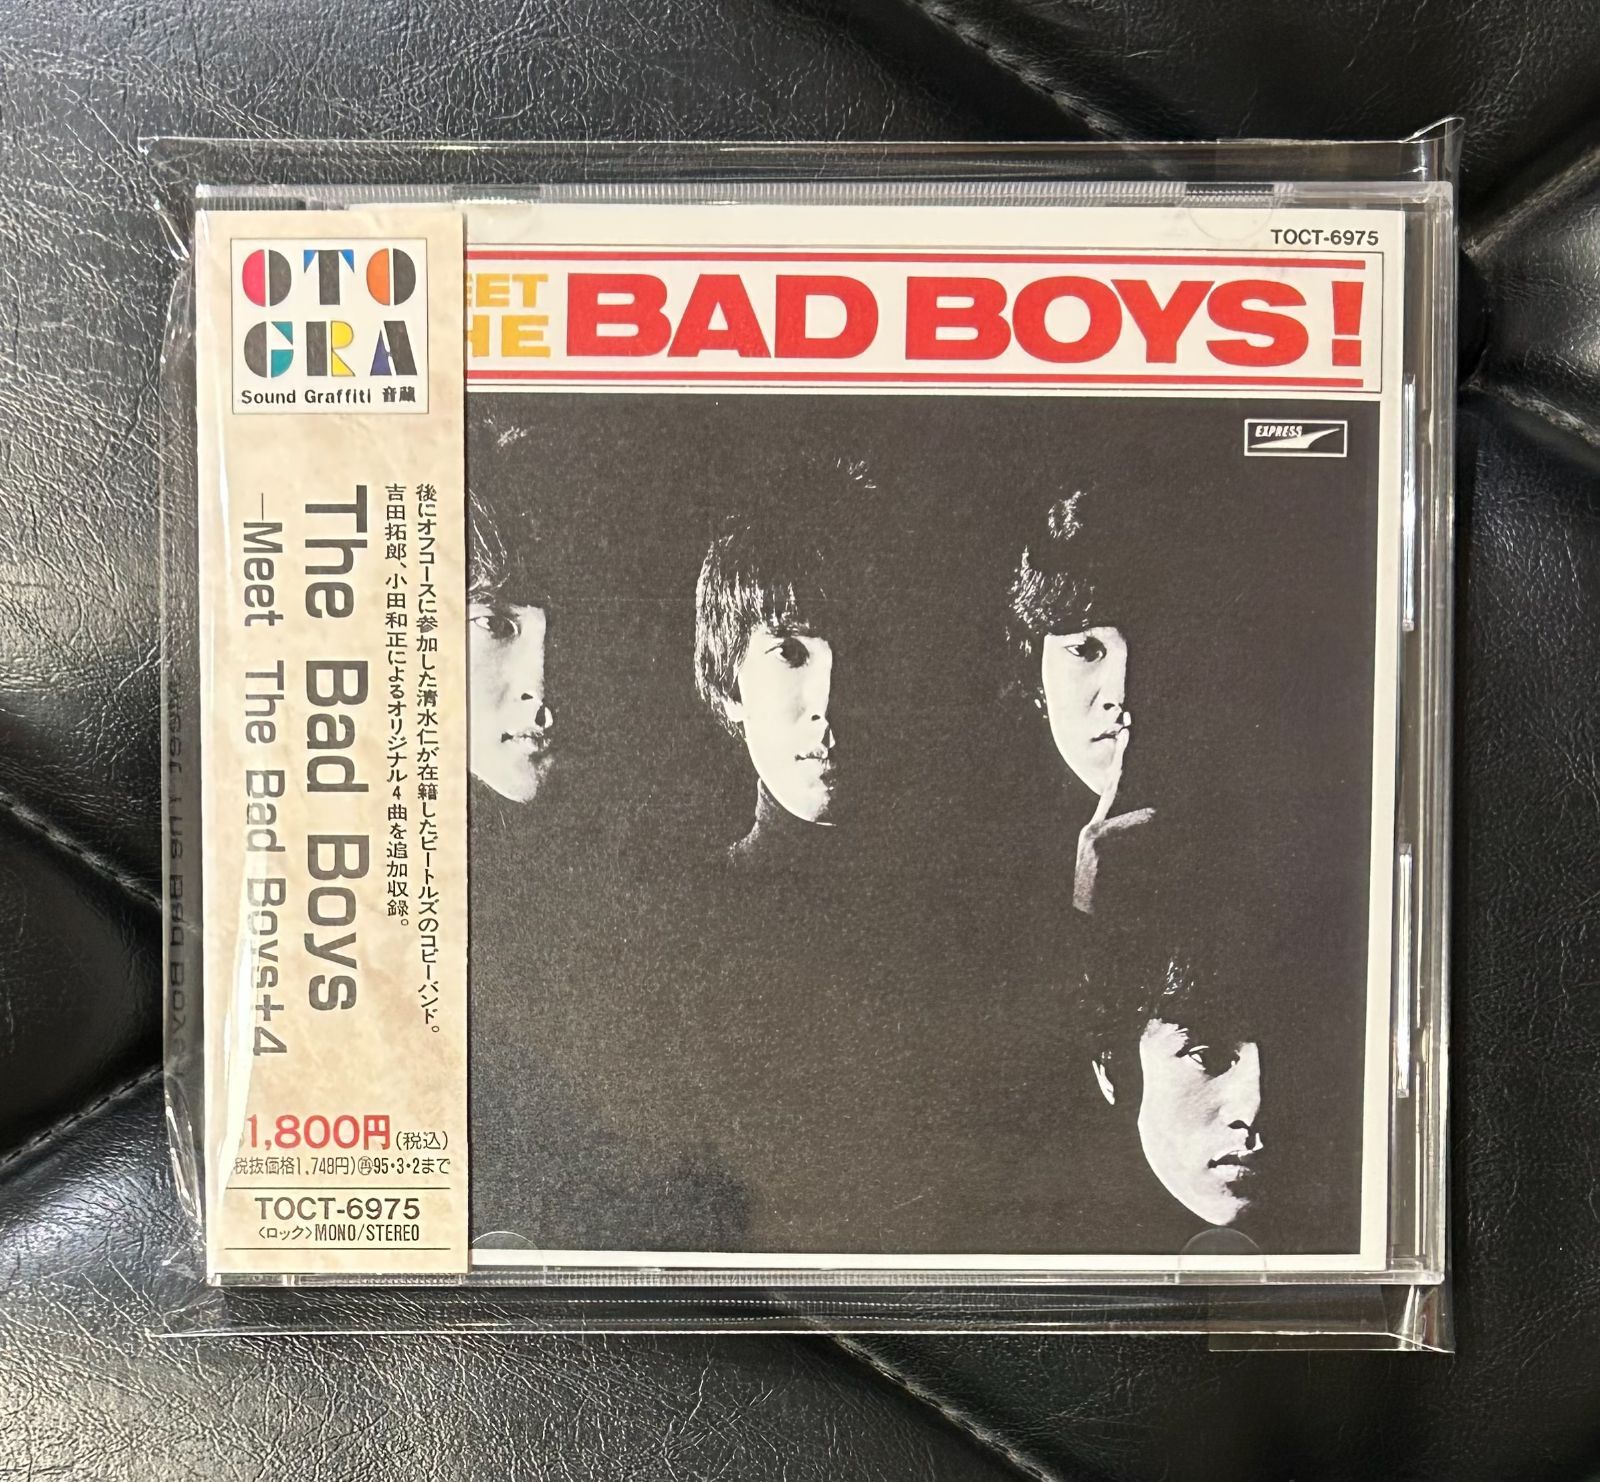 OTO
GRA
Sound Graffiti 音蔵
後にオフコースに参加した清水仁が在籍したビートルズのコピーバンド。
吉田拓郎、小田和正によるオリジナル4曲を追加収録。
The Bad Boys
—Meet The Bad Boys+4
1,800円(税込)
税抜価格1,748円)再95・3・2まで
TOCT-6975
〈ロック〉MONO/STEREO
TOCT-6975
EET
HE
BAD BOYS!
EXPRESS